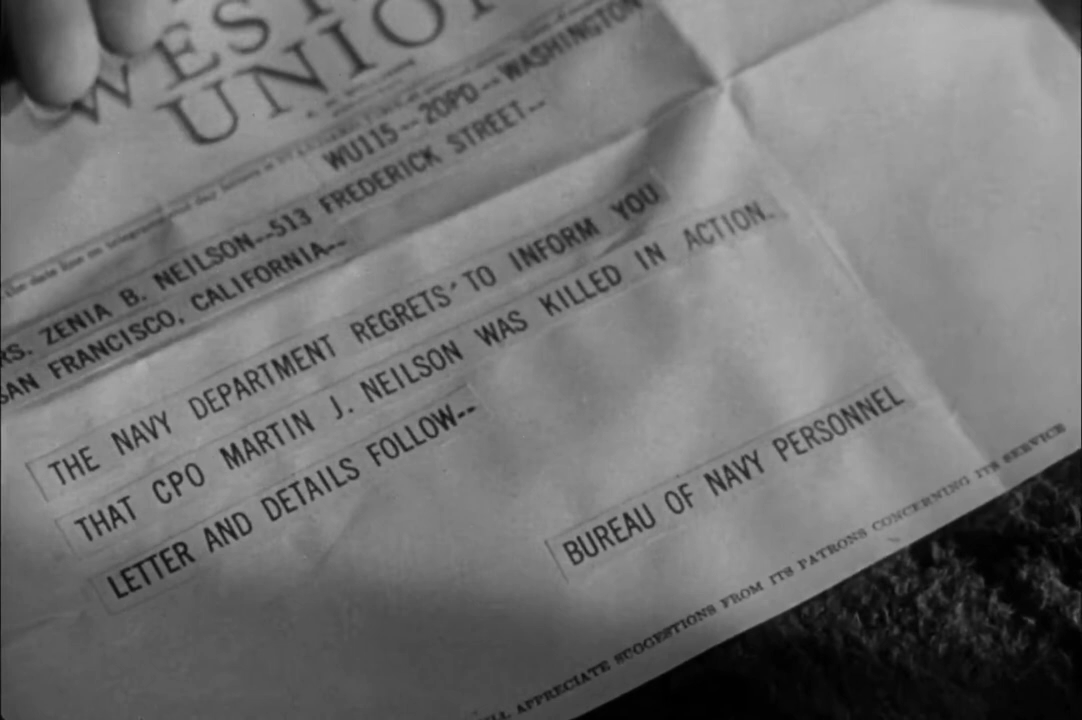 WEST
UNION
WU115--20PD--WASHINGTON
RS. ZENIA B. NEILSON--513 FREDERICK STREET--
SAN FRANCISCO, CALIFORNIA--
THE NAVY DEPARTMENT REGRETS TO INFORM YOU
THAT CPO MARTIN J. NEILSON WAS KILLED IN ACTION.
LETTER AND DETAILS FOLLOW--
BUREAU OF NAVY PERSONNEL
APPRECIATE SUGGESTIONS FROM ITS PATRONS CONCERNING ITS SERVICE